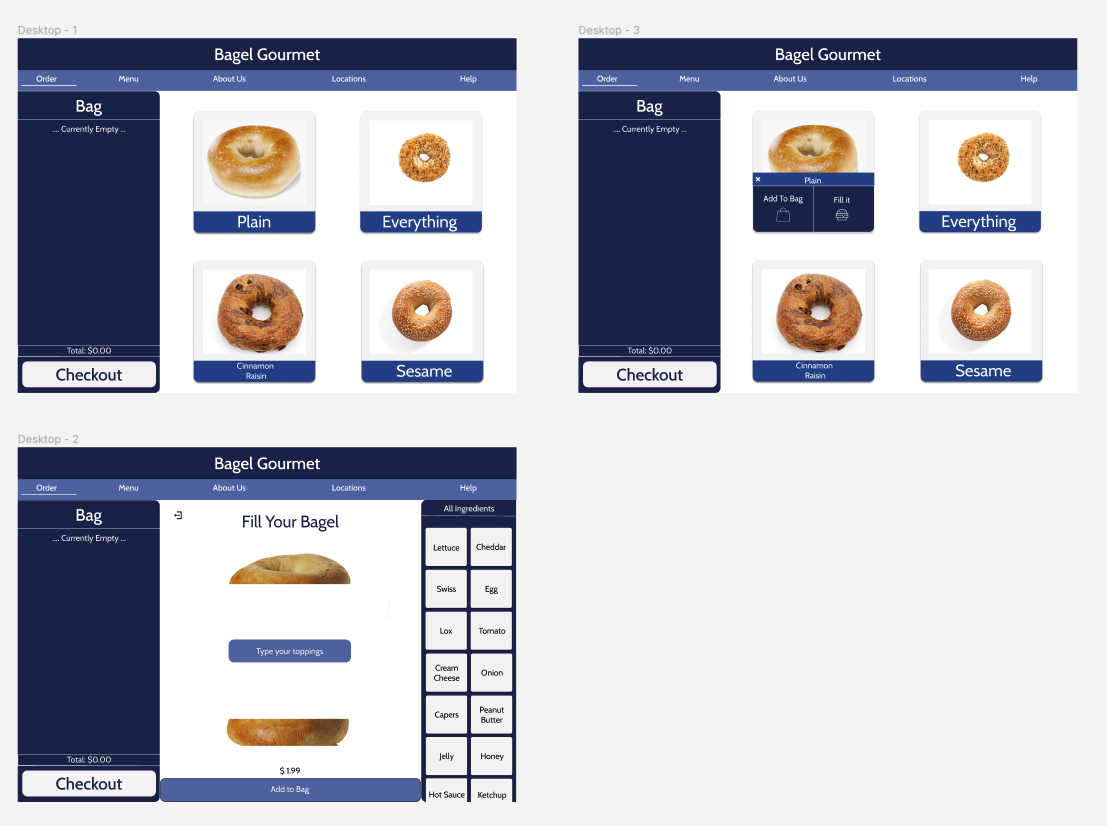 Desktop - 1
Bagel Gourmet
Order Menu About Us Locations Help
Bag
.... Currently Empty ...
Plain
Everything
Cinnamon
Raisin
Sesame
Total: $0.00
Checkout
Desktop - 3
Bagel Gourmet
Order Menu About Us Locations Help
Bag
.... Currently Empty ...
× Plain
Add To Bag Fill it
Everything
Cinnamon
Raisin
Sesame
Total: $0.00
Checkout
Desktop - 2
Bagel Gourmet
Order Menu About Us Locations Help
Bag
.... Currently Empty ...
Total: $0.00
Checkout
Fill Your Bagel
Type your toppings
$ 1.99
Add to Bag
All Ingredients
Lettuce Cheddar
Swiss Egg
Lox Tomato
Cream
Cheese
Onion
Capers
Peanut
Butter
Jelly Honey
Hot Sauce Ketchup